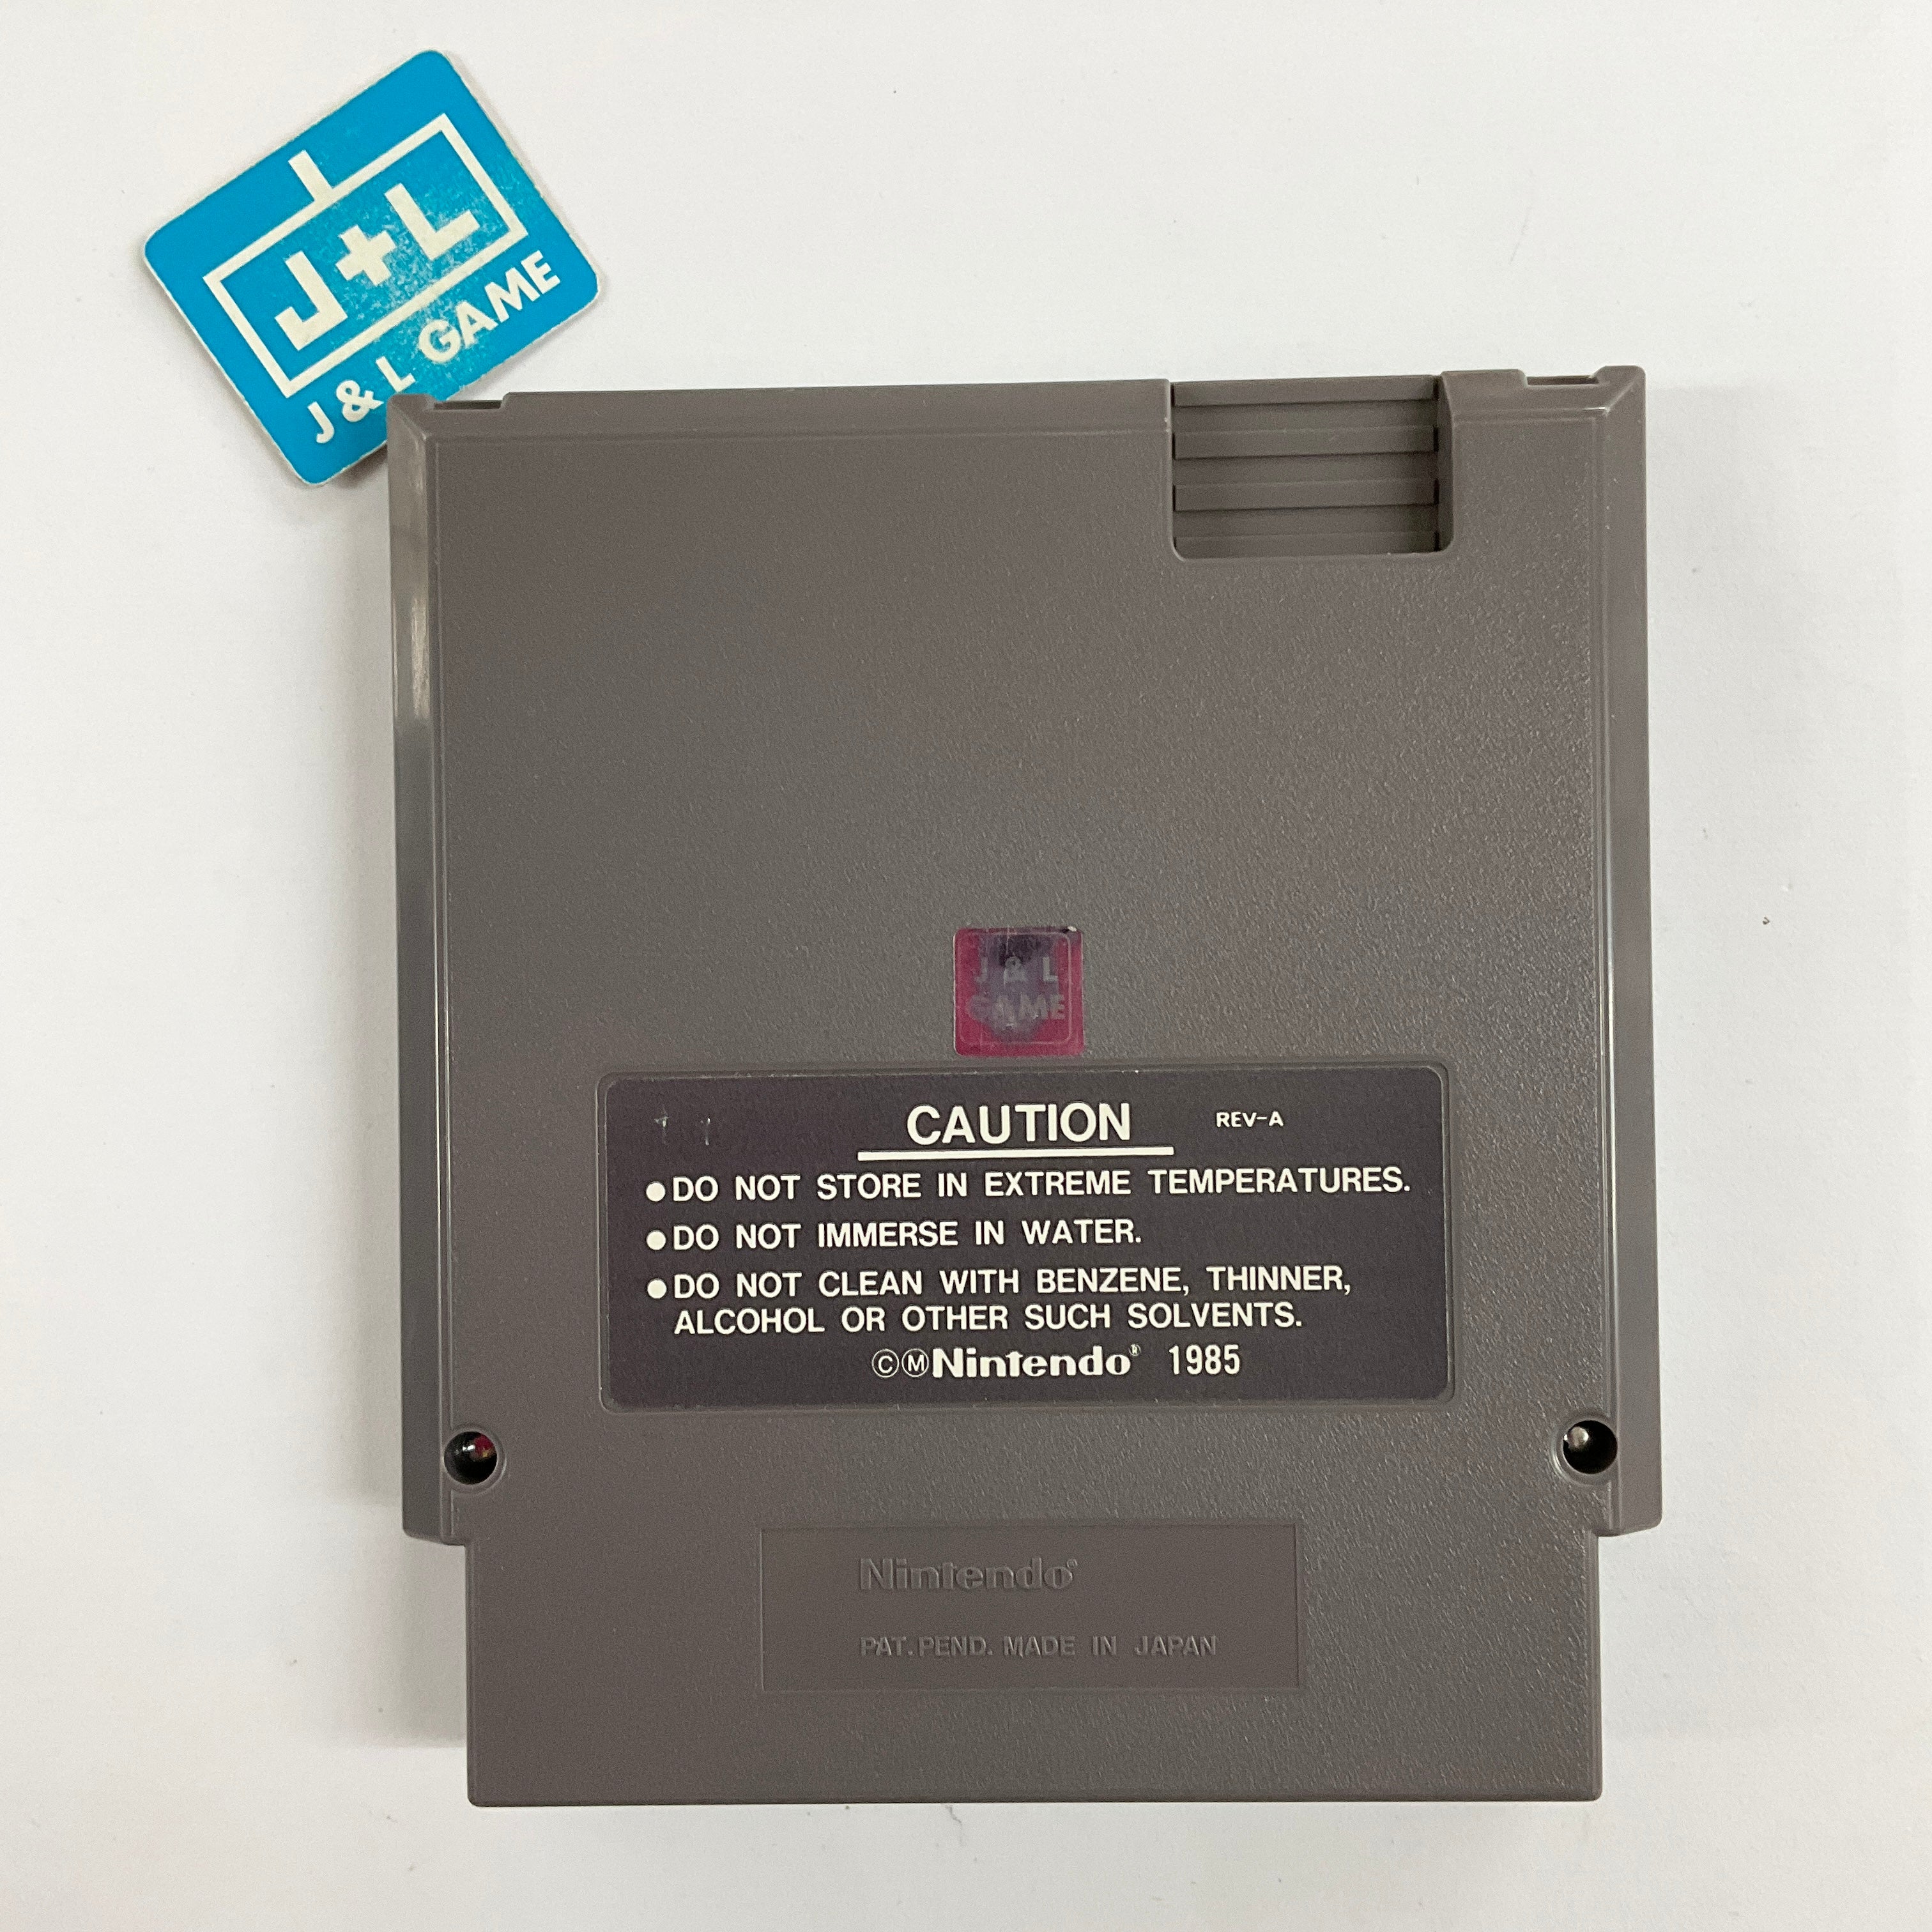 J+L
J & L GAME
J & L
GAME
CAUTION REV-A
●DO NOT STORE IN EXTREME TEMPERATURES.
●DO NOT IMMERSE IN WATER.
●DO NOT CLEAN WITH BENZENE, THINNER,
ALCOHOL OR OTHER SUCH SOLVENTS.
©ⓂNintendo® 1985
Nintendo®
PAT. PEND. MADE IN JAPAN